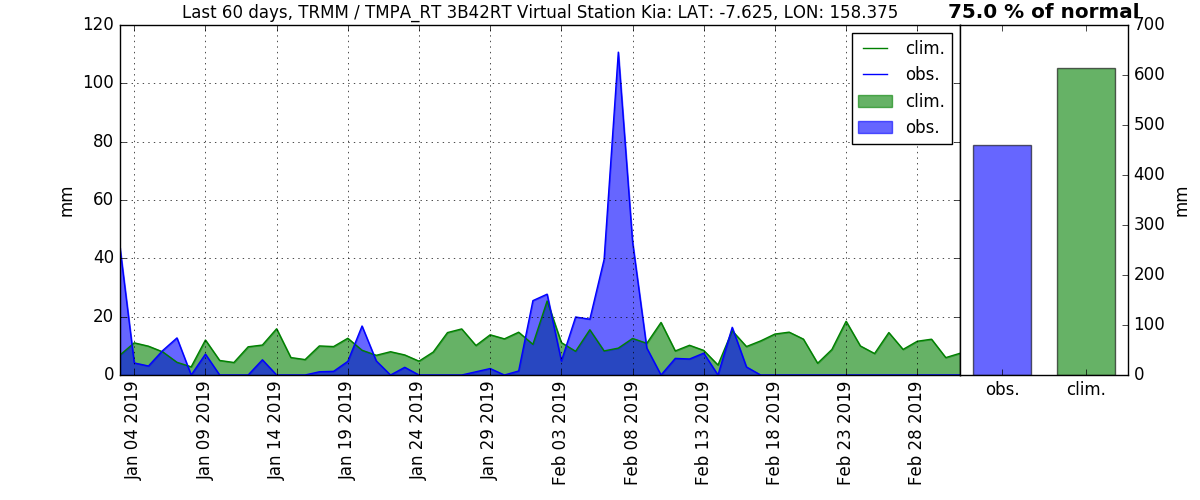 Last 60 days, TRMM / TMPA_RT 3B42RT Virtual Station Kia: LAT: -7.625, LON: 158.375
75.0 % of normal
mm
120
100
80
60
40
20
0
clim.
obs.
clim.
obs.
Jan 04 2019
Jan 09 2019
Jan 14 2019
Jan 19 2019
Jan 24 2019
Jan 29 2019
Feb 03 2019
Feb 08 2019
Feb 13 2019
Feb 18 2019
Feb 23 2019
Feb 28 2019
700
600
500
400
300
200
100
0
mm
obs.
clim.